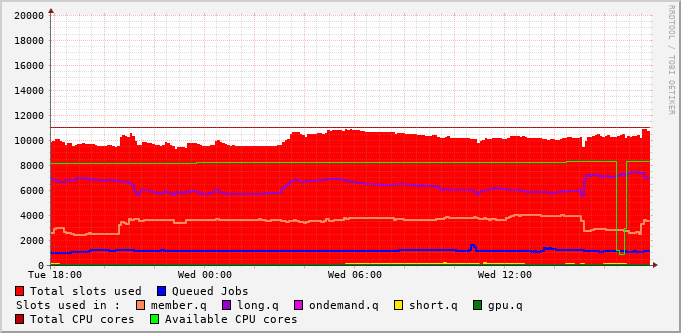 RRDTOOL / TOBI OETIKER
20000
18000
16000
14000
12000
10000
8000
6000
4000
2000
0
Tue 18:00 Wed 00:00 Wed 06:00 Wed 12:00
Total slots used Queued Jobs
Slots used in : member.q long.q ondemand.q short.q gpu.q
Total CPU cores Available CPU cores